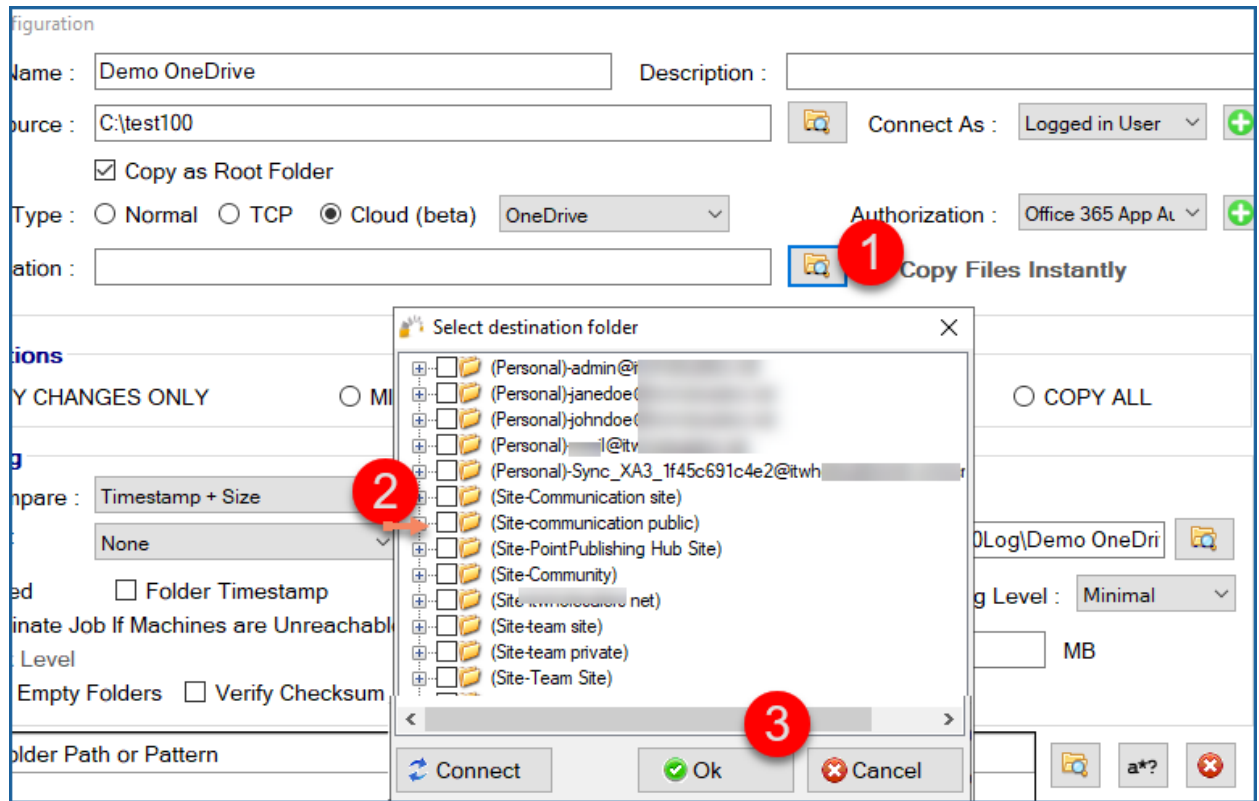 figuration
Name : Demo OneDrive Description :
ource : C:\test100 Connect As : Logged in User
Copy as Root Folder
Type : Normal TCP Cloud (beta) OneDrive Authorization : Office 365 App Au
1
ation : Copy Files Instantly
Select destination folder
(Personal)-admin@
tions
(Personal)-janedoe
Y CHANGES ONLY MI COPY ALL
(Personal)-johndoe
(Personal)- l@itw
g
(Personal)-Sync_XA3_1f45c691c4e2@itwh
2
mpare : Timestamp + Size
(Site-Communication site)
(Site-communication public)
None 0Log\Demo OneDri
(Site-PointPublishing Hub Site)
(Site-Community)
ed Folder Timestamp g Level : Minimal
(Site- net)
inate Job If Machines are Unreachabl
(Site-team site)
(Site-team private)
t Level MB
(Site-Team Site)
Empty Folders Verify Checksum
3
older Path or Pattern
Connect Ok Cancel a*?